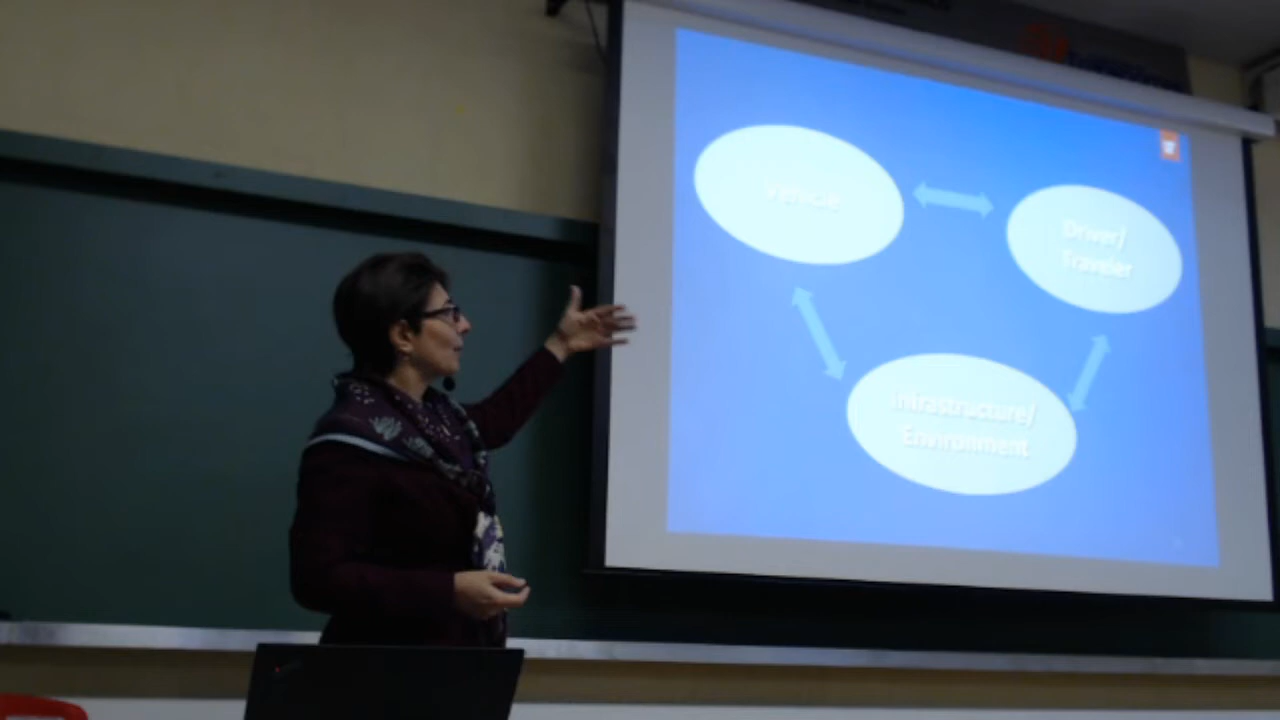 Vehicle
Driver/
Traveler
Infrastructure/
Environment